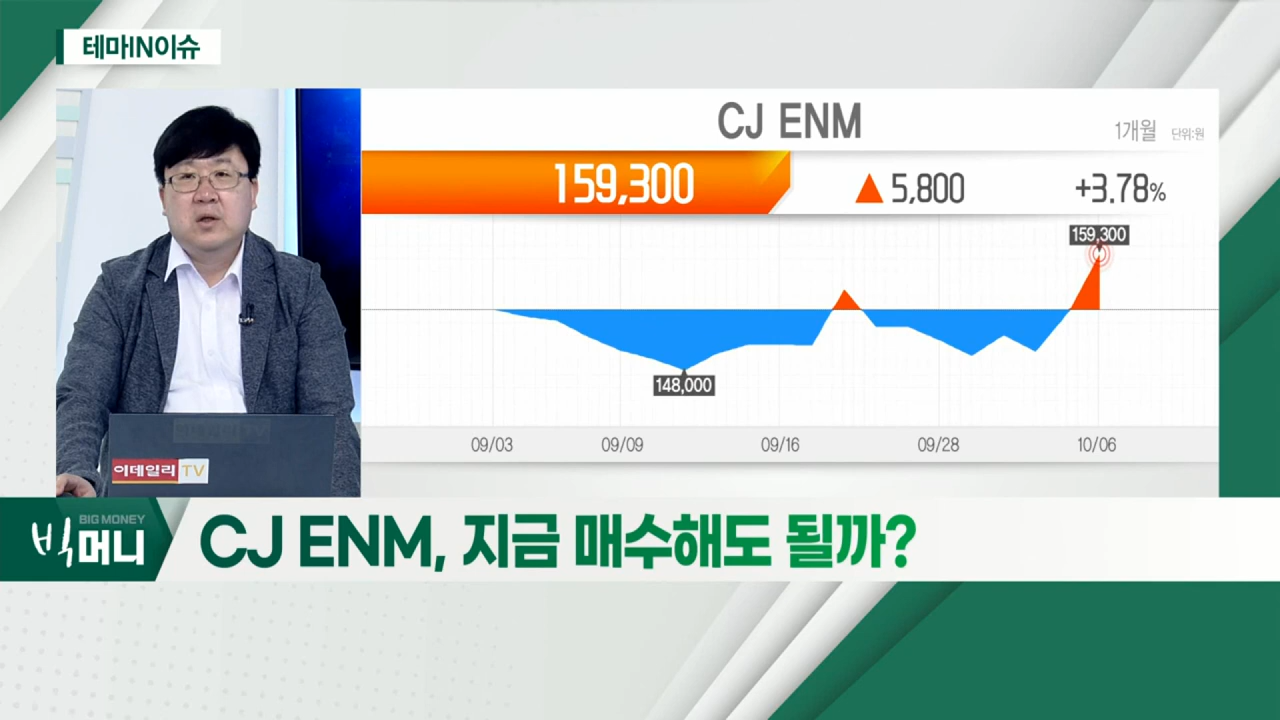 테마IN이슈
CJ ENM
1개월 단위:원
159,300 ▲ 5,800 +3.78%
159,300
148,000
09/03 09/09 09/16 09/28 10/06
이데일리TV
BIG MONEY
빅머니
CJ ENM, 지금 매수해도 될까?